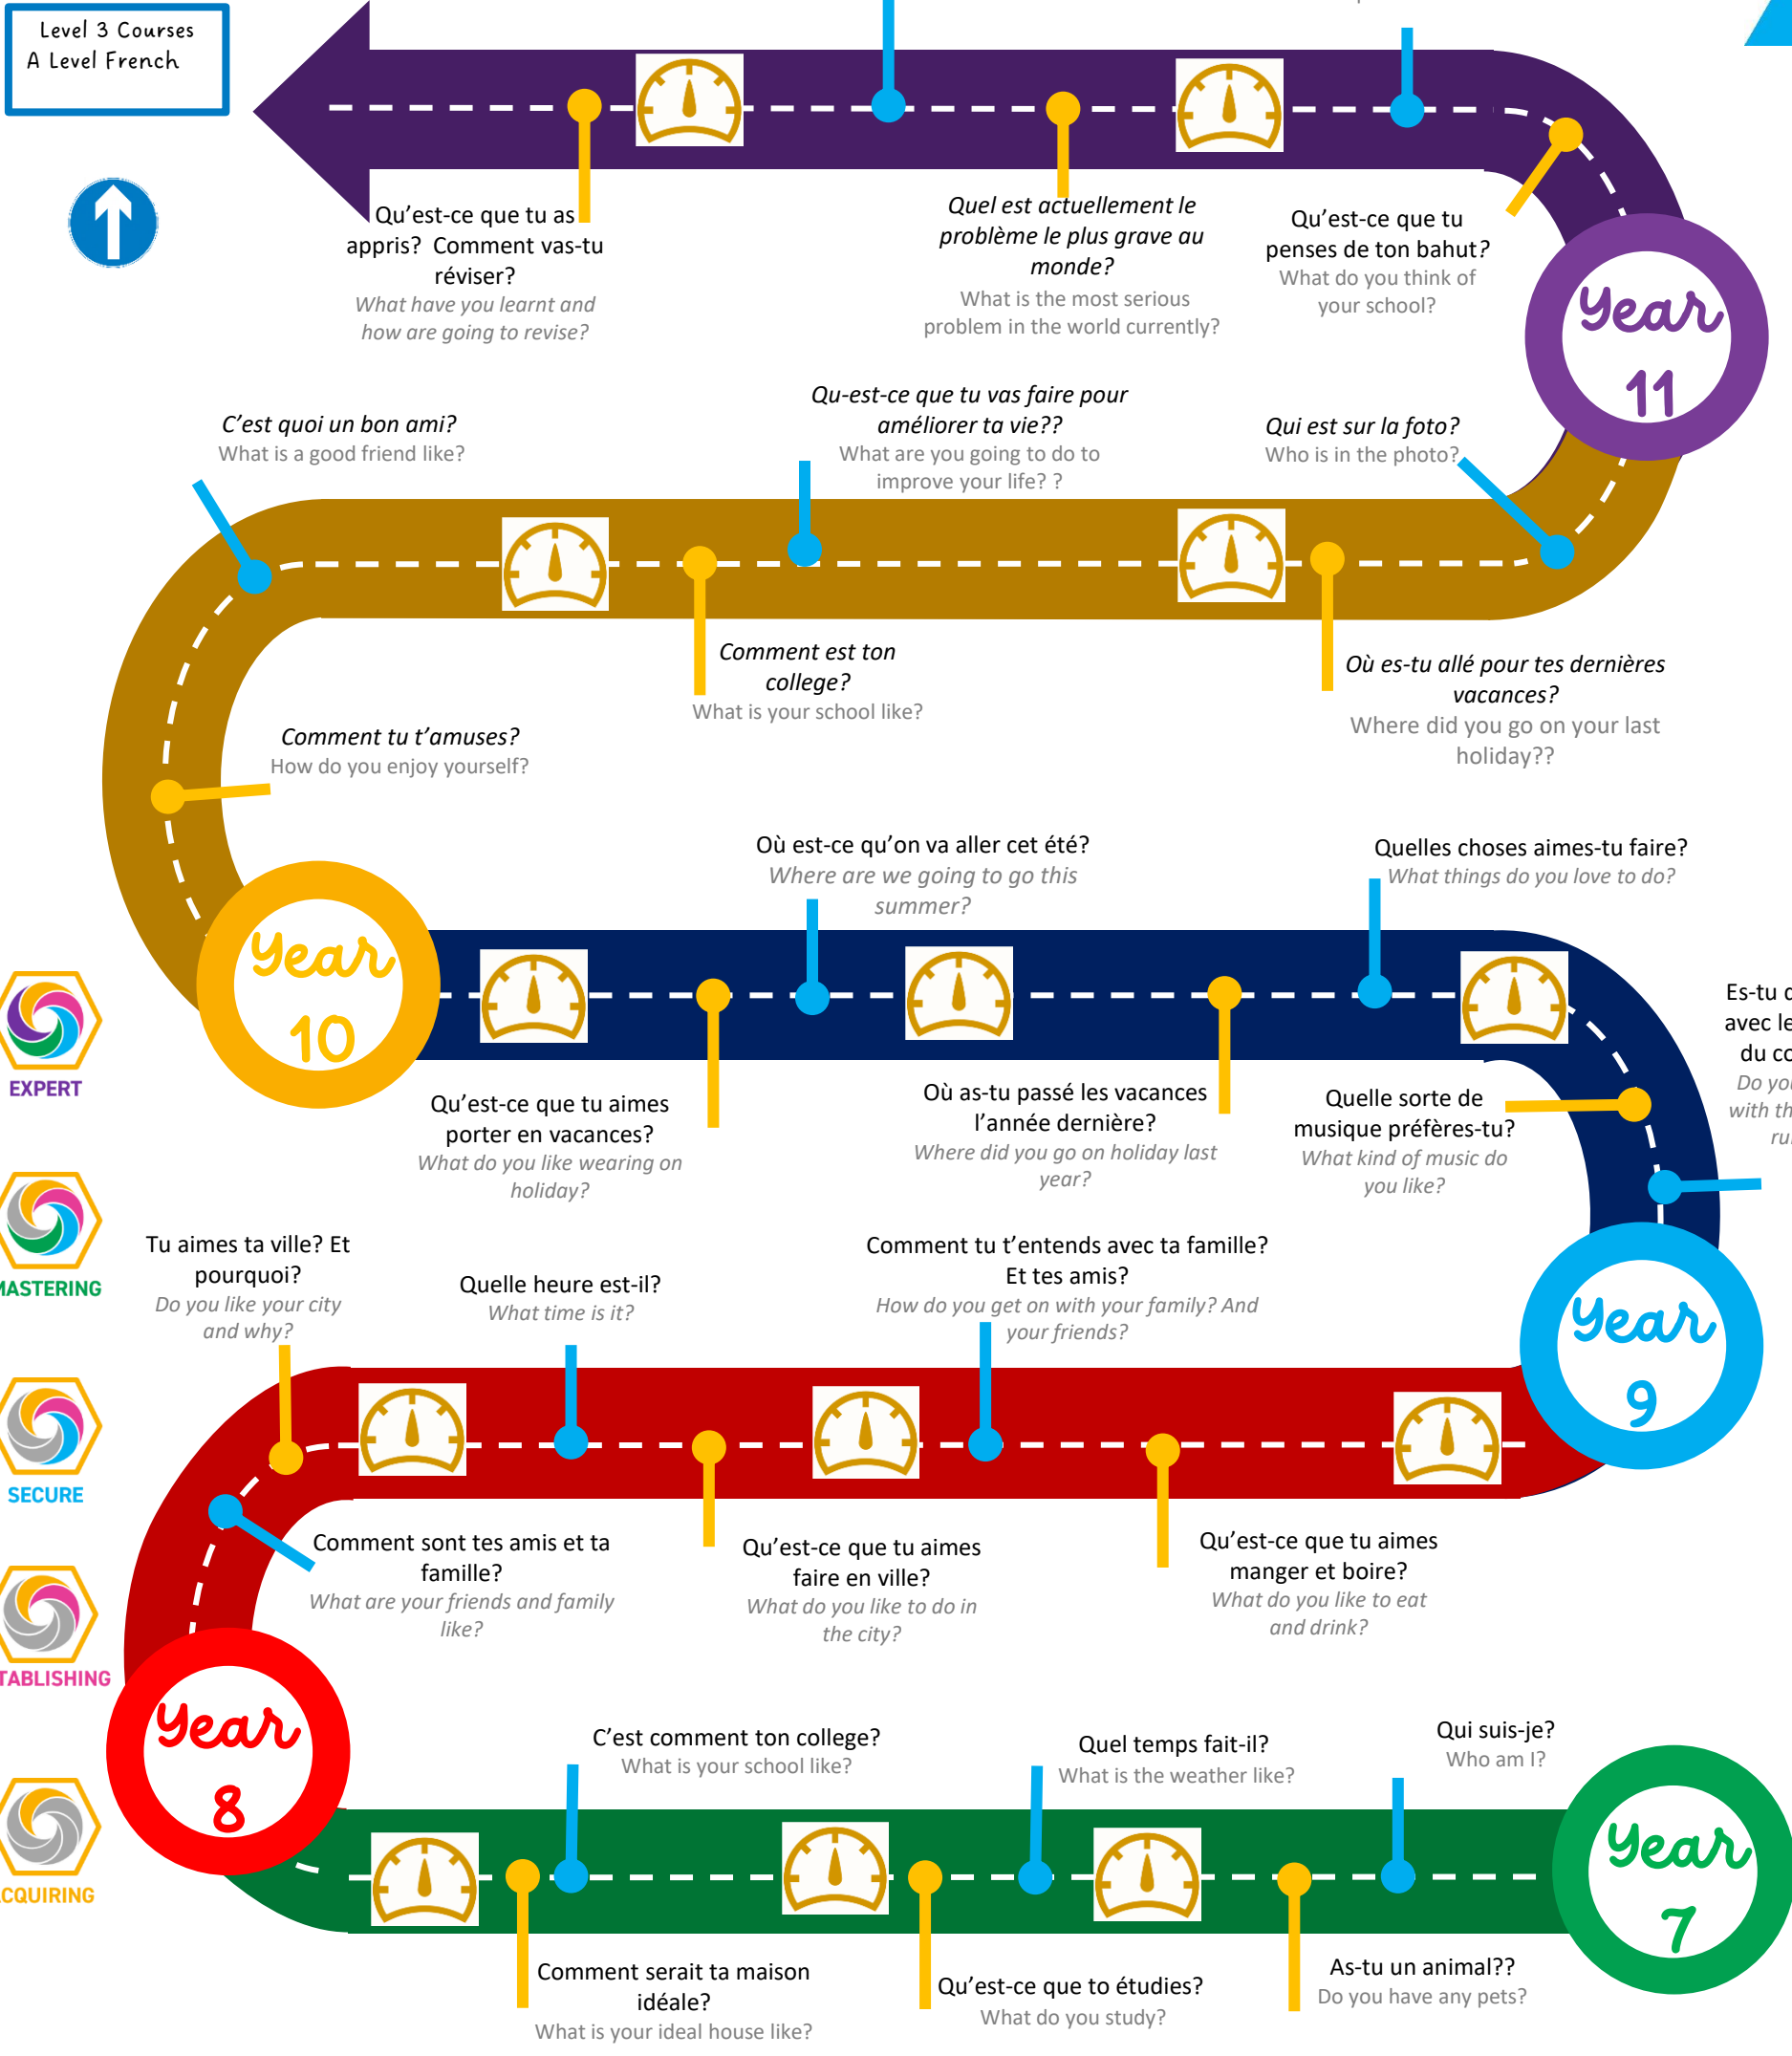 Level 3 Courses
A Level French
Qu'est-ce que tu as
appris? Comment vas-tu
réviser?
What have you learnt and
how are going to revise?
Quel est actuellement le
problème le plus grave au
monde?
What is the most serious
problem in the world currently?
Qu'est-ce que tu
penses de ton bahut?
What do you think of
your school?
Year
11
C'est quoi un bon ami?
What is a good friend like?
Qu-est-ce que tu vas faire pour
améliorer ta vie??
What are you going to do to
improve your life? ?
Qui est sur la foto?
Who is in the photo?
Comment est ton
college?
What is your school like?
Où es-tu allé pour tes dernières
vacances?
Where did you go on your last
holiday??
Comment tu t'amuses?
How do you enjoy yourself?
Où est-ce qu'on va aller cet été?
Where are we going to go this
summer?
Quelles choses aimes-tu faire?
What things do you love to do?
Year
10
EXPERT
Es-tu
avec le
du co
Do you
with th
ru
Qu'est-ce que tu aimes
porter en vacances?
What do you like wearing on
holiday?
Où as-tu passé les vacances
l'année dernière?
Where did you go on holiday last
year?
Quelle sorte de
musique préfères-tu?
What kind of music do
you like?
MASTERING
Tu aimes ta ville? Et
pourquoi?
Do you like your city
and why?
Quelle heure est-il?
What time is it?
Comment tu t'entends avec ta famille?
Et tes amis?
How do you get on with your family? And
your friends?
Year
9
SECURE
Comment sont tes amis et ta
famille?
What are your friends and family
like?
Qu'est-ce que tu aimes
faire en ville?
What do you like to do in
the city?
Qu'est-ce que tu aimes
manger et boire?
What do you like to eat
and drink?
TABLISHING
Year
8
C'est comment ton college?
What is your school like?
Quel temps fait-il?
What is the weather like?
Qui suis-je?
Who am I?
Year
7
CQUIRING
Comment serait ta maison
idéale?
What is your ideal house like?
Qu'est-ce que to étudies?
What do you study?
As-tu un animal??
Do you have any pets?